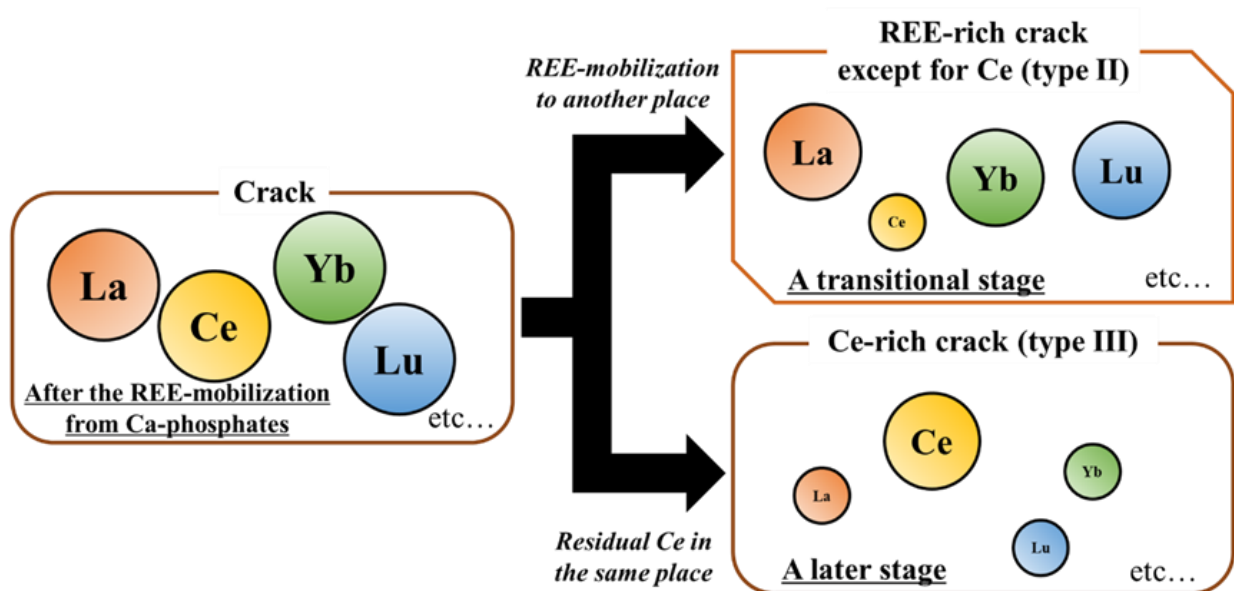 Crack
La
Ce
Yb
Lu
After the REE-mobilization
from Ca-phosphates
etc…
REE-mobilization
to another place
REE-rich crack
except for Ce (type II)
La
Ce
Yb
Lu
A transitional stage
etc…
Residual Ce in
the same place
Ce-rich crack (type III)
La
Ce
Yb
Lu
A later stage
etc…